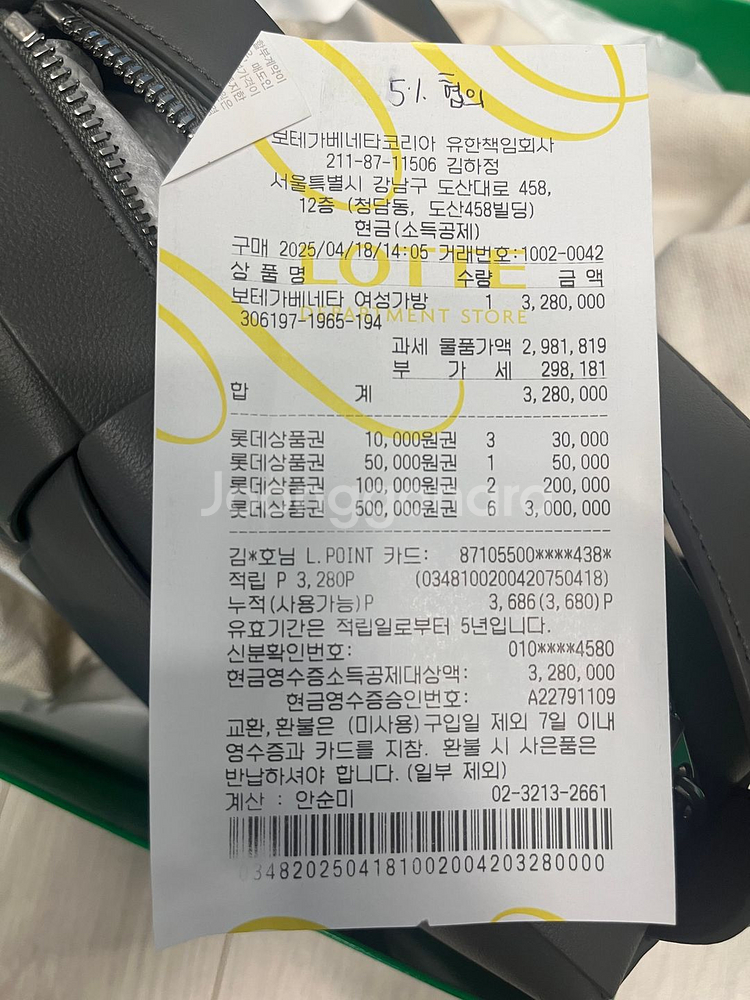 5% 협의
보테가베네타코리아 유한책임회사
211-87-11506 김하정
서울특별시 강남구 도산대로 458,
12층 (청담동, 도산458빌딩)
현금(소득공제)
구매 2025/04/18/14:05 거래번호:1002-0042
LOTTE
상 품 명 수량 금 액
보테가베네타 여성가방 1 3,280,000
DEPARTMENT STORE
306197-1965-194
과세 물품가액 2,981,819
부 가 세 298,181
합 계 3,280,000
롯데상품권 10,000원권 3 30,000
롯데상품권 50,000원권 1 50,000
롯데상품권 100,000원권 2 200,000
롯데상품권 500,000원권 6 3,000,000
Joonggonara
김*호님 L.POINT 카드: 87105500****438*
적립 P 3,280P (0348100200420750418)
누적(사용가능)P 3,686(3,680)P
유효기간은 적립일로부터 5년입니다.
신분확인번호: 010****4580
현금영수증소득공제대상액: 3,280,000
현금영수증승인번호: A22791109
교환,환불은 (미사용)구입일 제외 7일 이내
영수증과 카드를 지참. 환불 시 사은품은
반납하셔야 합니다.(일부 제외)
계산 : 안순미 02-3213-2661
0348202504181002004203280000